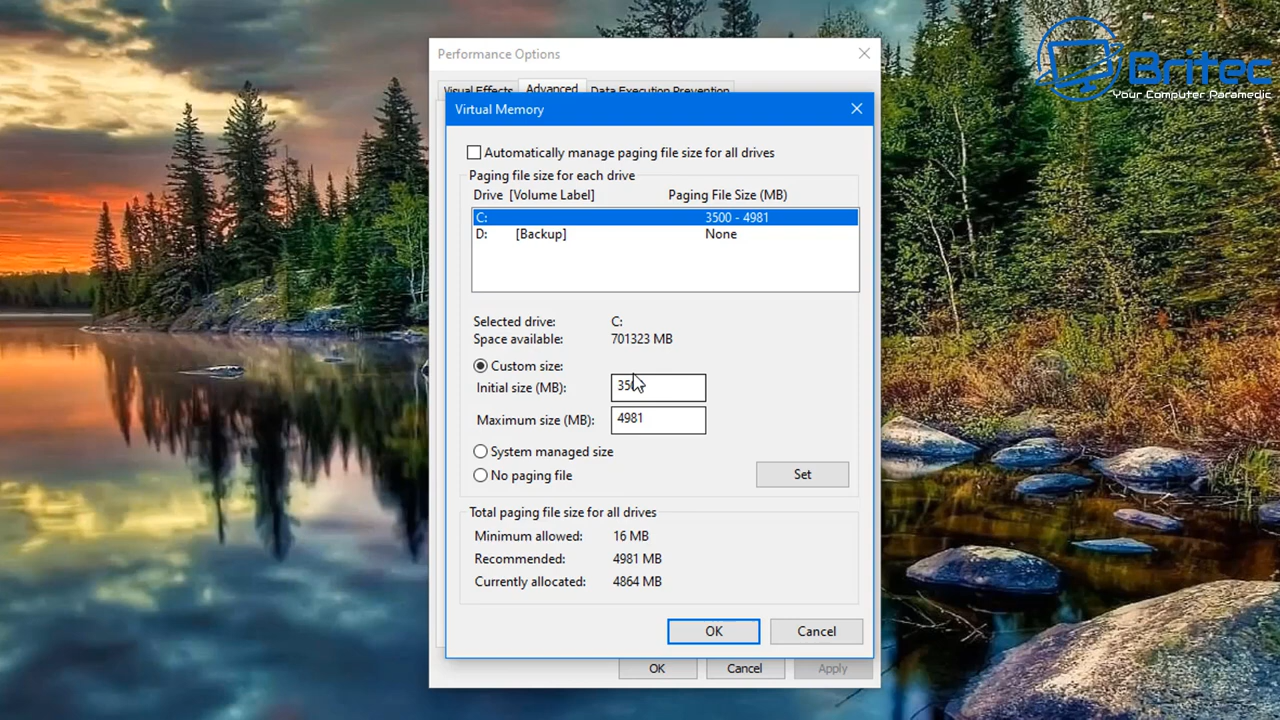 Performance Options
Britec
Your Computer Paramedic
Visual Effects Advanced Data Execution Prevention
Virtual Memory
Automatically manage paging file size for all drives
Paging file size for each drive
Drive [Volume Label] Paging File Size (MB)
C: 3500 - 4981
D: [Backup] None
Selected drive: C:
Space available: 701323 MB
Custom size:
Initial size (MB):
Maximum size (MB): 4981
System managed size
No paging file
Set
Total paging file size for all drives
Minimum allowed: 16 MB
Recommended: 4981 MB
Currently allocated: 4864 MB
OK Cancel
OK Cancel Apply